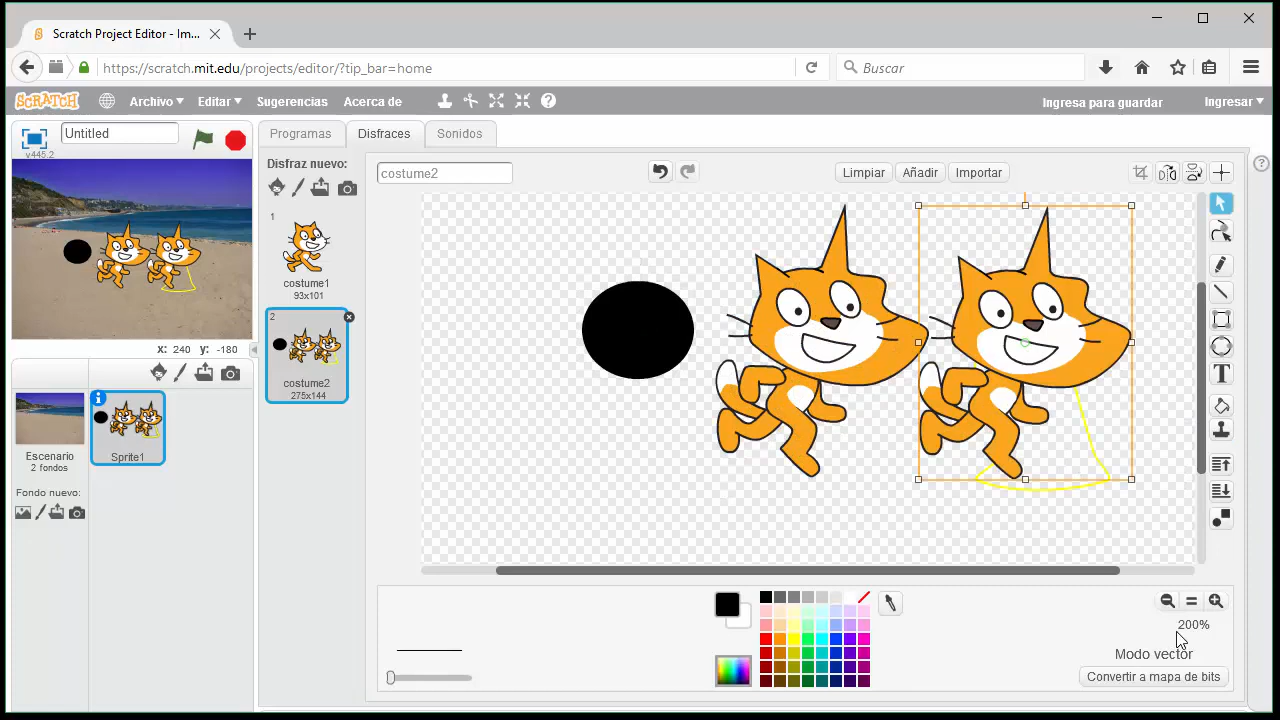 Scratch Project Editor - Im...
https://scratch.mit.edu/projects/editor/?tip_bar=home
Buscar
SCRATCH
Archivo
Editar
Sugerencias
Acerca de
Ingresa para guardar
Ingresar
v445.2
Untitled
Programas
Disfraces
Sonidos
Disfraz nuevo:
costume2
Limpiar
Añadir
Importar
1
costume1
93x101
2
costume2
275x144
x: 240 y: -180
Escenario
2 fondos
Sprite1
Fondo nuevo:
T
200%
Modo vector
Convertir a mapa de bits